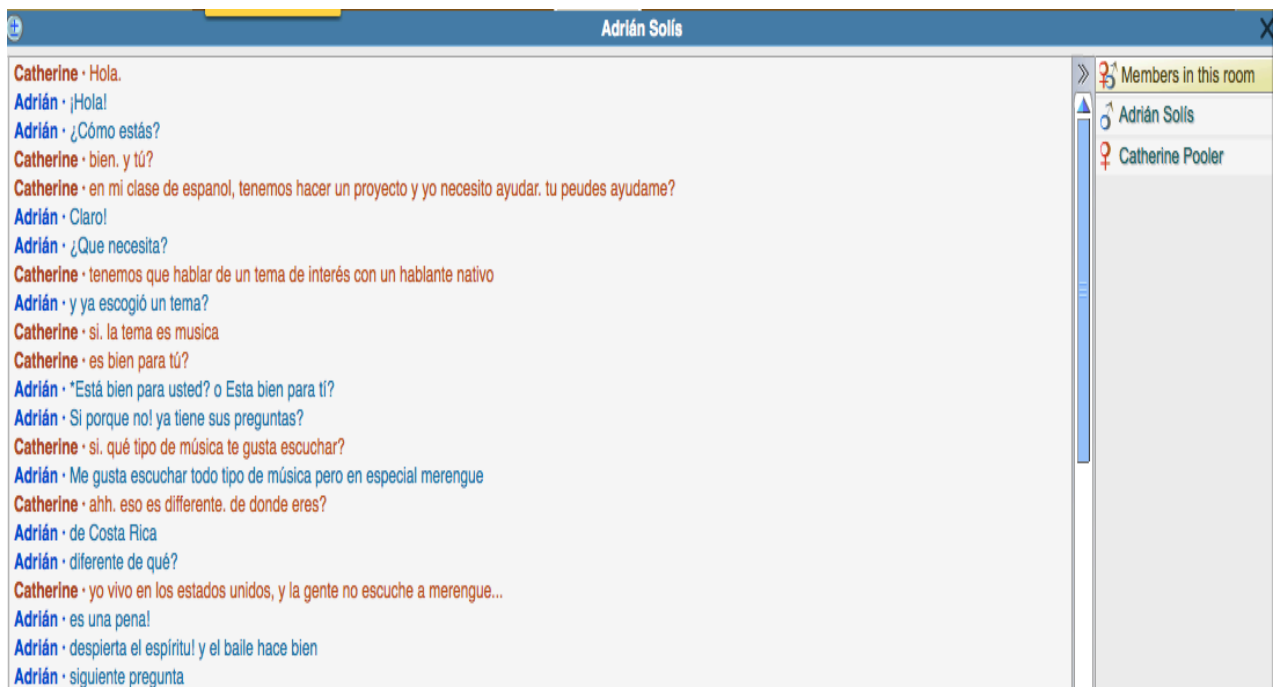 Adrián Solís
Catherine · Hola.
Adrián · ¡Hola!
Adrián · ¿Cómo estás?
Catherine · bien. y tú?
Catherine · en mi clase de espanol, tenemos hacer un proyecto y yo necesito ayudar. tu peudes ayudame?
Adrián · Claro!
Adrián · ¿Que necesita?
Catherine · tenemos que hablar de un tema de interés con un hablante nativo
Adrián · y ya escogió un tema?
Catherine · si. la tema es musica
Catherine · es bien para tú?
Adrián · *Está bien para usted? o Esta bien para tí?
Adrián · Si porque no! ya tiene sus preguntas?
Catherine · si. qué tipo de música te gusta escuchar?
Adrián · Me gusta escuchar todo tipo de música pero en especial merengue
Catherine · ahh. eso es differente. de donde eres?
Adrián · de Costa Rica
Adrián · diferente de qué?
Catherine · yo vivo en los estados unidos, y la gente no escuche a merengue...
Adrián · es una pena!
Adrián · despierta el espíritu! y el baile hace bien
Adrián · siguiente pregunta
Members in this room
Adrián Solís
Catherine Pooler